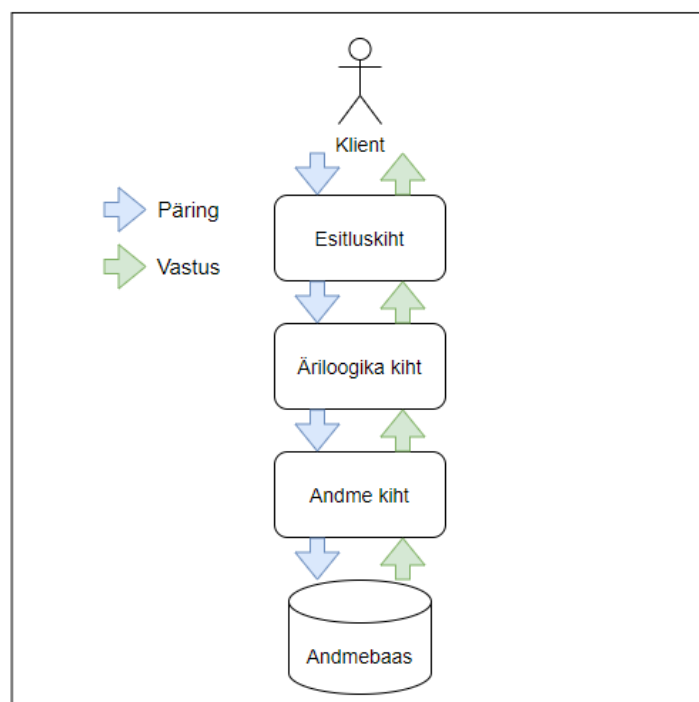 Klient
Päring
Esitluskiht
Vastus
Äriloogika kiht
Andme kiht
Andmebaas